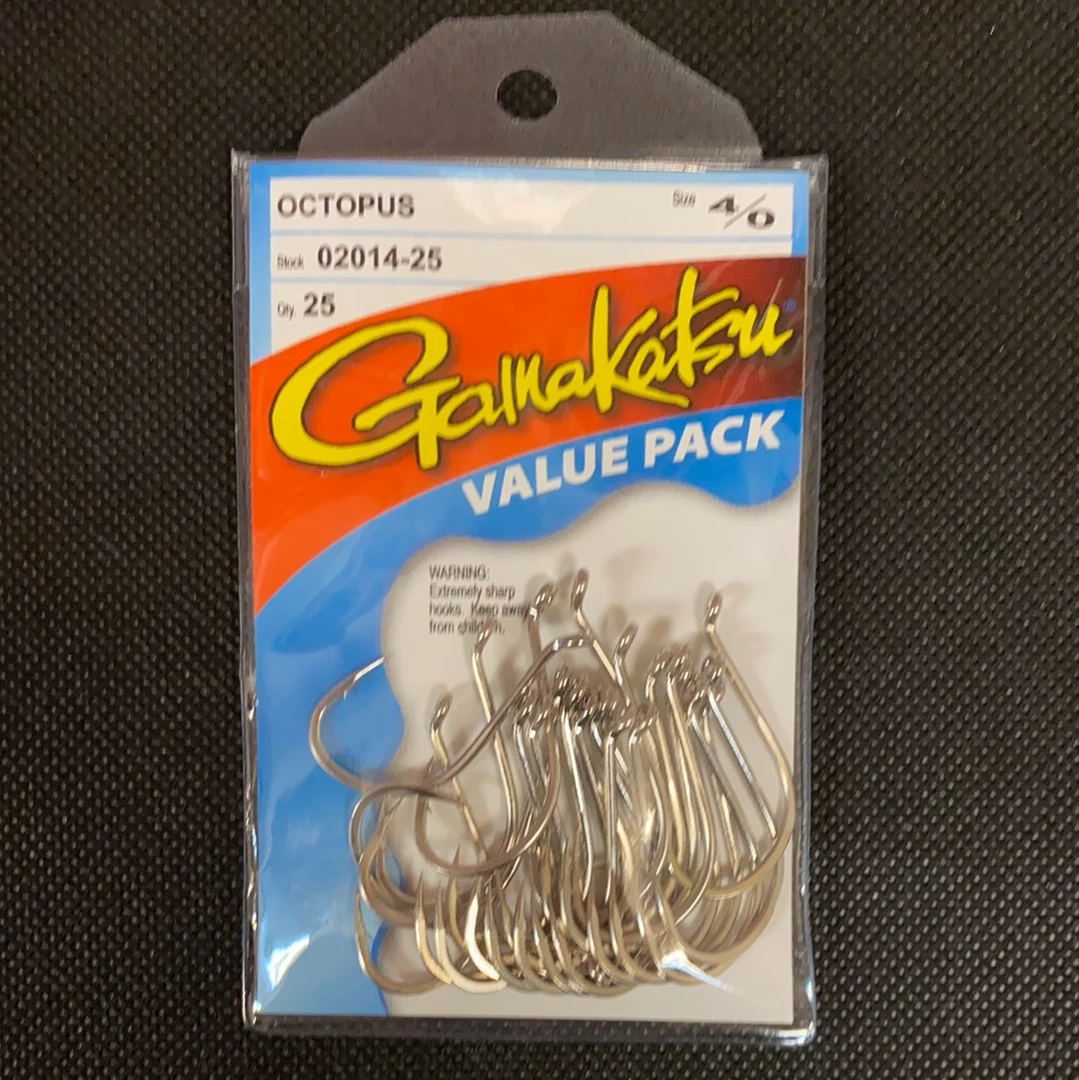 OCTOPUS
Size 4/0
Stock 02014-25
Qty. 25
Gamakatsu®
VALUE PACK
WARNING:
Extremely sharp
hooks. Keep away
from children.